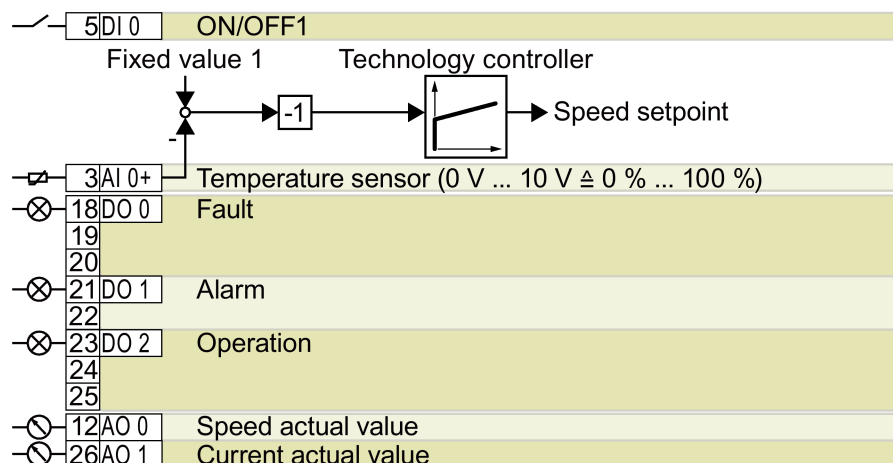 5 DI 0 ON/OFF1
Fixed value 1 Technology controller
-1 Speed setpoint
-
3 AI 0+ Temperature sensor (0 V ... 10 V ≙ 0 % ... 100 %)
18 DO 0 Fault
19
20
21 DO 1 Alarm
22
23 DO 2 Operation
24
25
12 AO 0 Speed actual value
26 AO 1 Current actual value